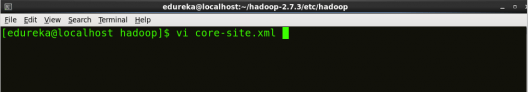 edureka@localhost:~/hadoop-2.7.3/etc/hadoop
File Edit View Search Terminal Help
[edureka@localhost hadoop]$ vi core-site.xml